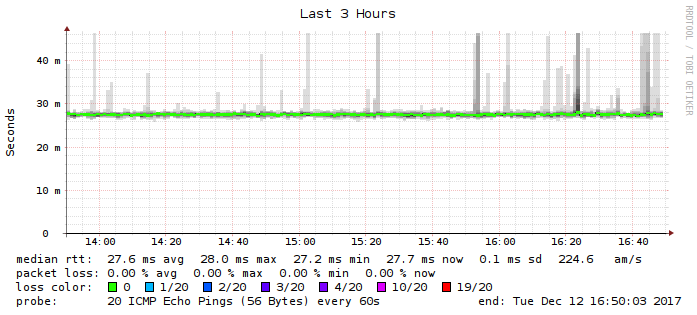 Last 3 Hours
RRDTOOL / TOBI OETIKER
Seconds
40 m
30 m
20 m
10 m
0
14:00 14:20 14:40 15:00 15:20 15:40 16:00 16:20 16:40
median rtt: 27.6 ms avg 28.0 ms max 27.2 ms min 27.7 ms now 0.1 ms sd 224.6 am/s
packet loss: 0.00 % avg 0.00 % max 0.00 % min 0.00 % now
loss color: 0 1/20 2/20 3/20 4/20 10/20 19/20
probe: 20 ICMP Echo Pings (56 Bytes) every 60s end: Tue Dec 12 16:50:03 2017